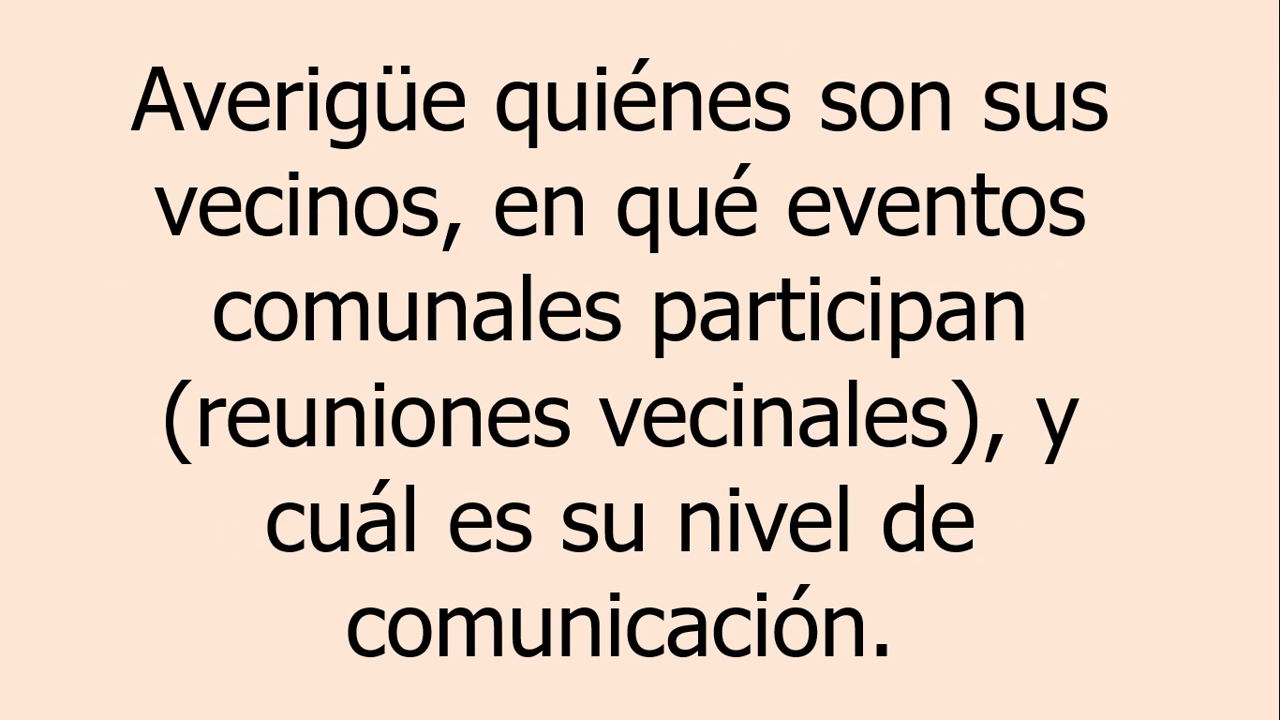 Averigüe quiénes son sus
vecinos, en qué eventos
comunales participan
(reuniones vecinales), y
cuál es su nivel de
comunicación.